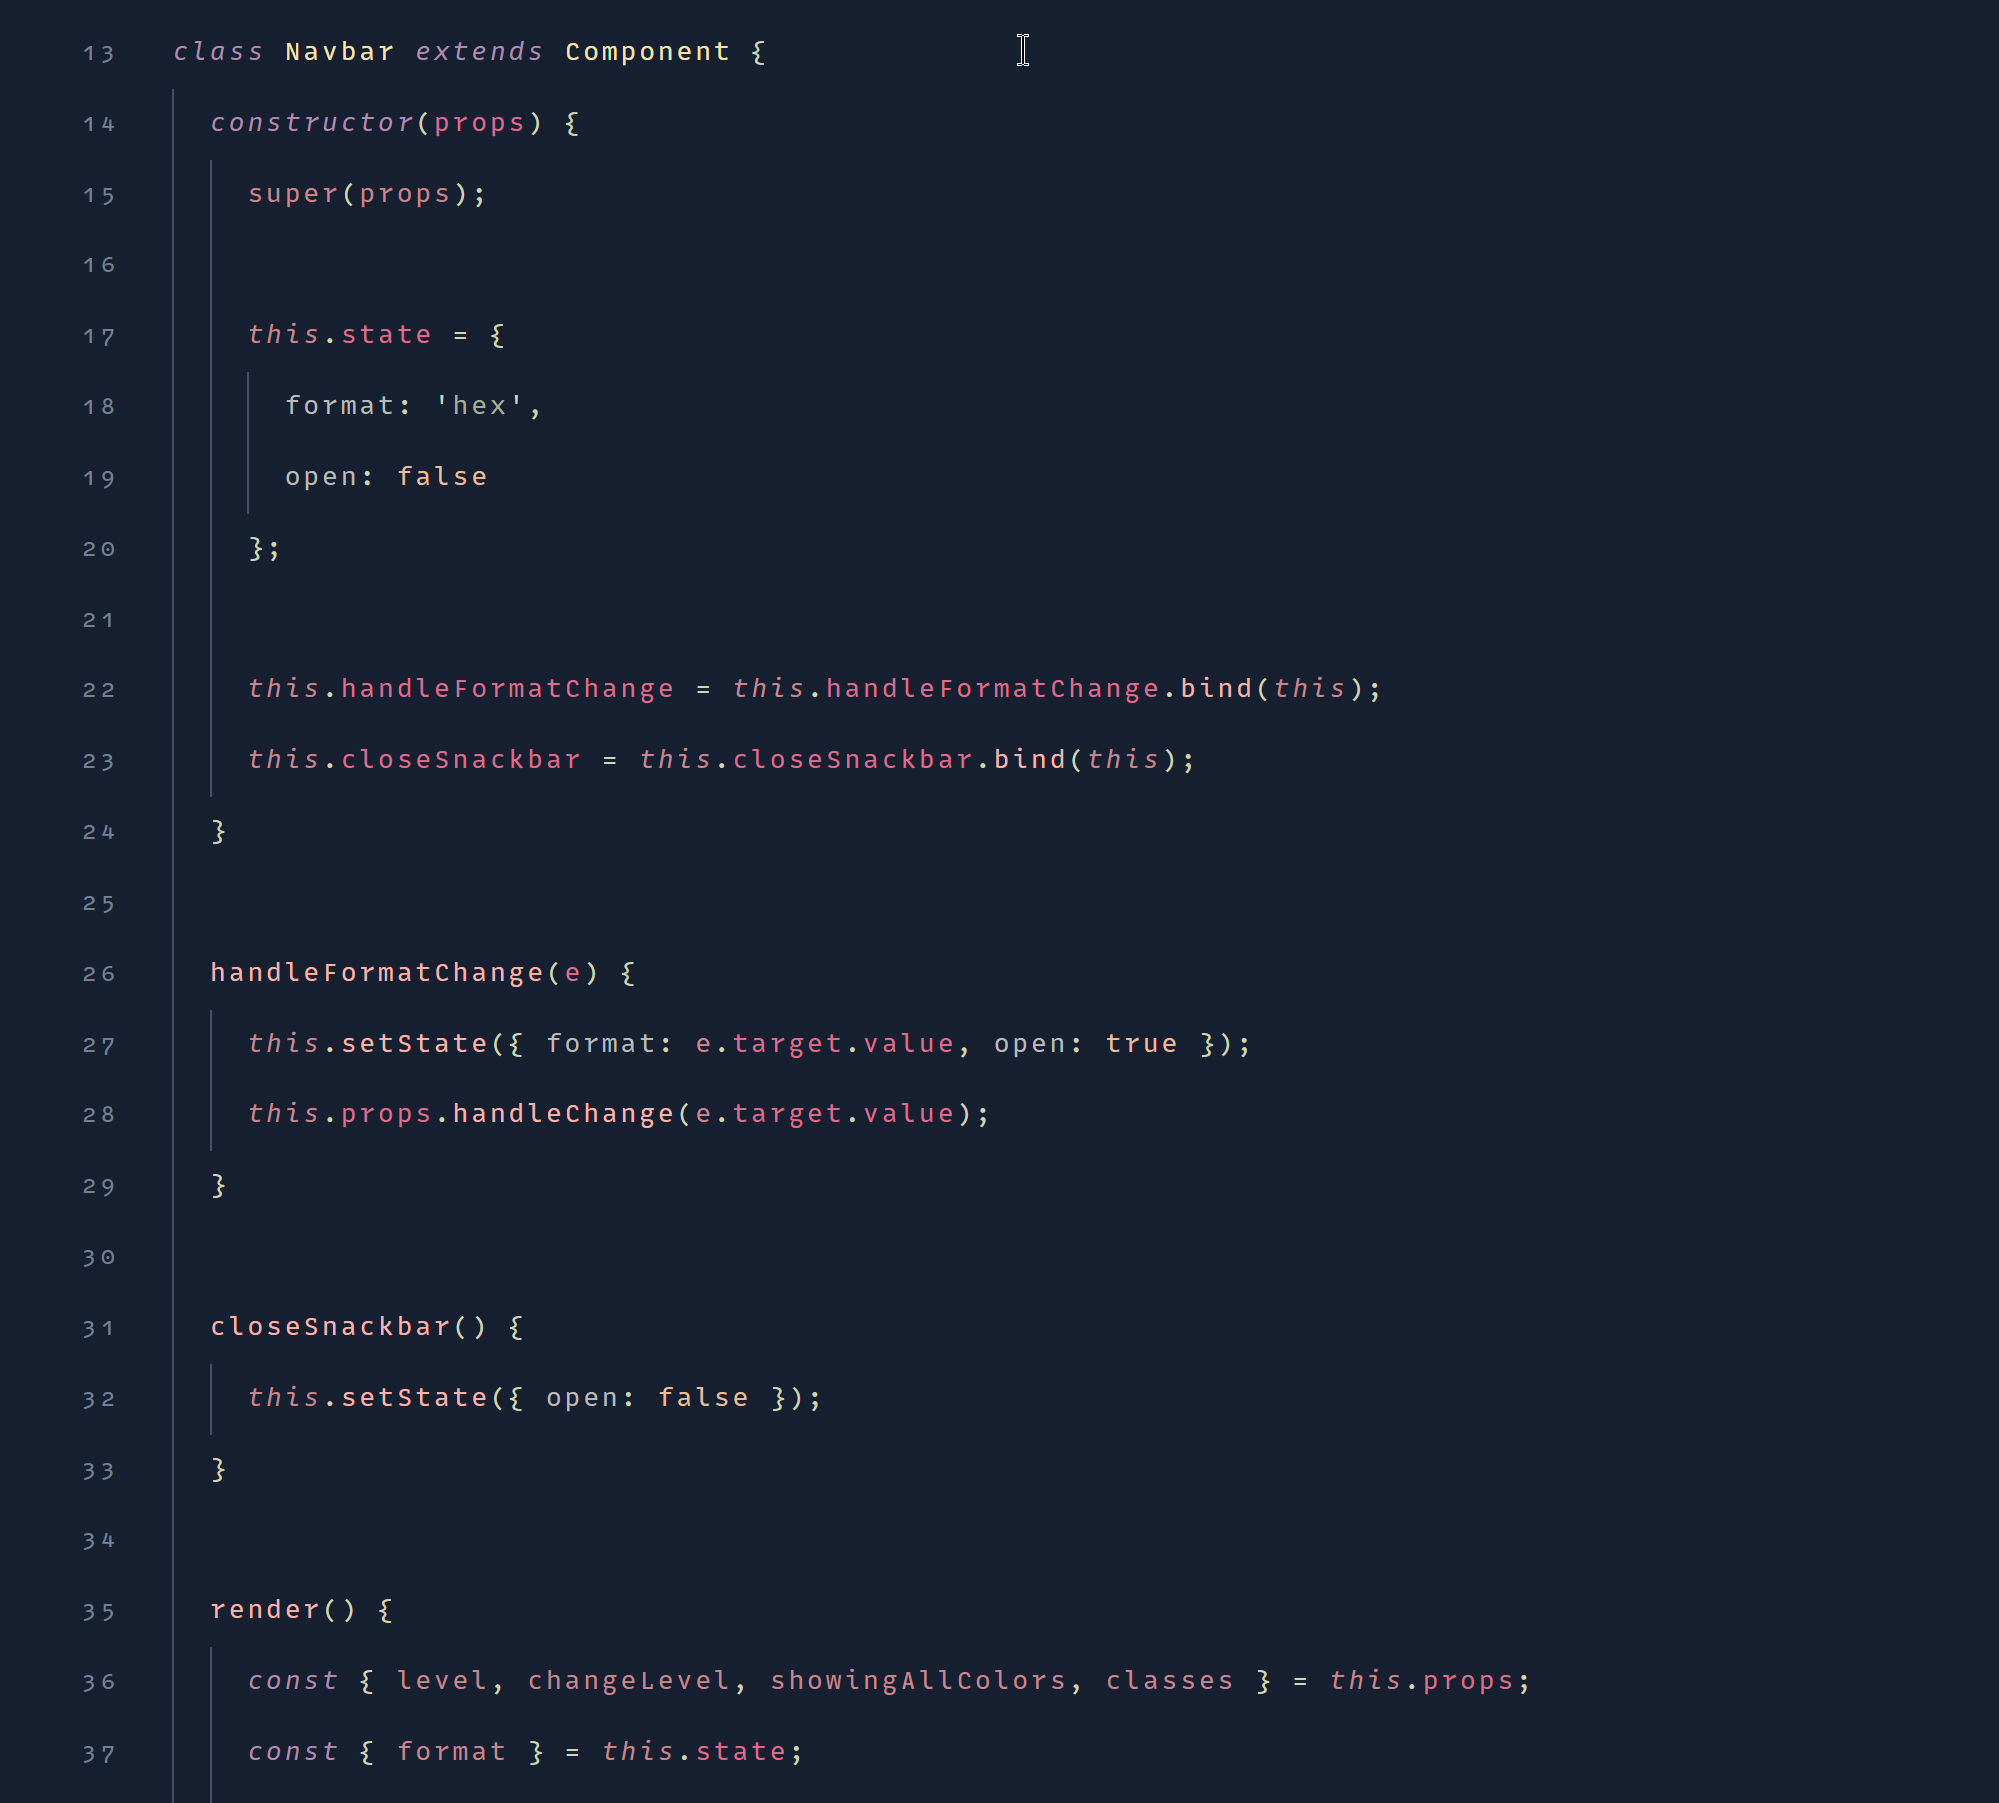 13 class Navbar extends Component {
14 constructor(props) {
15 super(props);
16
17 this.state = {
18 format: 'hex',
19 open: false
20 };
21
22 this.handleFormatChange = this.handleFormatChange.bind(this);
23 this.closeSnackbar = this.closeSnackbar.bind(this);
24 }
25
26 handleFormatChange(e) {
27 this.setState({ format: e.target.value, open: true });
28 this.props.handleChange(e.target.value);
29 }
30
31 closeSnackbar() {
32 this.setState({ open: false });
33 }
34
35 render() {
36 const { level, changeLevel, showingAllColors, classes } = this.props;
37 const { format } = this.state;